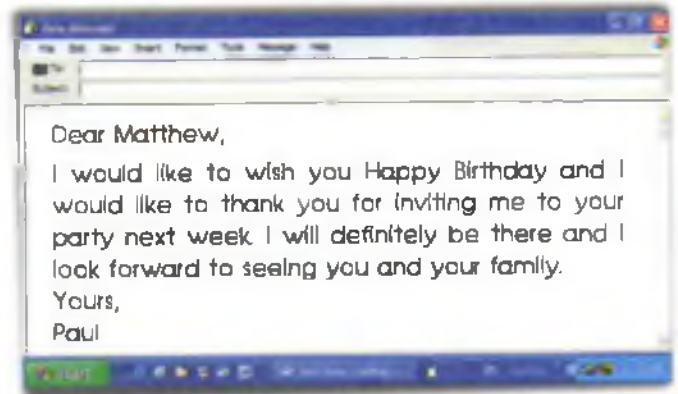 To:
Subject:
Dear Matthew,
I would like to wish you Happy Birthday and I
would like to thank you for inviting me to your
party next week. I will definitely be there and I
look forward to seeing you and your family.
Yours,
Paul